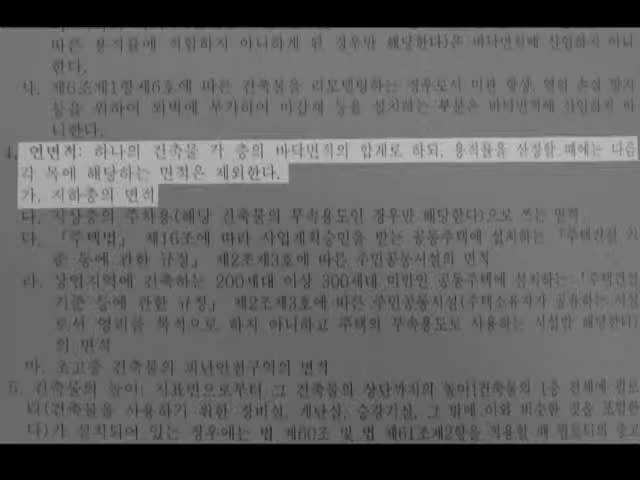 따른 용적률에 적합하지 아니하게 된 경우만 해당한다)은 바닥면적에 산입하지 아니
한다.
나. 제6조제1항제6호에 따른 건축물을 리모델링하는 경우로서 미관 향상, 열의 손실 방지
등을 위하여 외벽에 부가하여 마감재 등을 설치하는 부분은 바닥면적에 산입하지 아
니한다.
4. 연면적: 하나의 건축물 각 층의 바닥면적의 합계로 하되, 용적률을 산정할 때에는 다음
각 목에 해당하는 면적은 제외한다.
가. 지하층의 면적
나. 지상층의 주차용(해당 건축물의 부속용도인 경우만 해당한다)으로 쓰는 면적
다. 「주택법」 제16조에 따라 사업계획승인을 받는 공동주택에 설치하는 「주택건설 기
준 등에 관한 규정」 제2조제3호에 따른 주민공동시설의 면적
라. 상업지역에 건축하는 200세대 이상 300세대 미만인 공동주택에 설치하는 「주택건설
기준 등에 관한 규정」 제2조제3호에 따른 주민공동시설(주택소유자가 공유하는 시설
로서 영리를 목적으로 하지 아니하고 주택의 부속용도로 사용하는 시설만 해당한다)
의 면적
마. 초고층 건축물의 피난안전구역의 면적
5. 건축물의 높이: 지표면으로부터 그 건축물의 상단까지의 높이[건축물의 1층 전체에 필로
티(건축물을 사용하기 위한 경비실, 계단실, 승강기실, 그 밖에 이와 비슷한 것을 포함한
다)가 설치되어 있는 경우에는 법 제60조 및 법 제61조제2항을 적용할 때 필로티의 층고